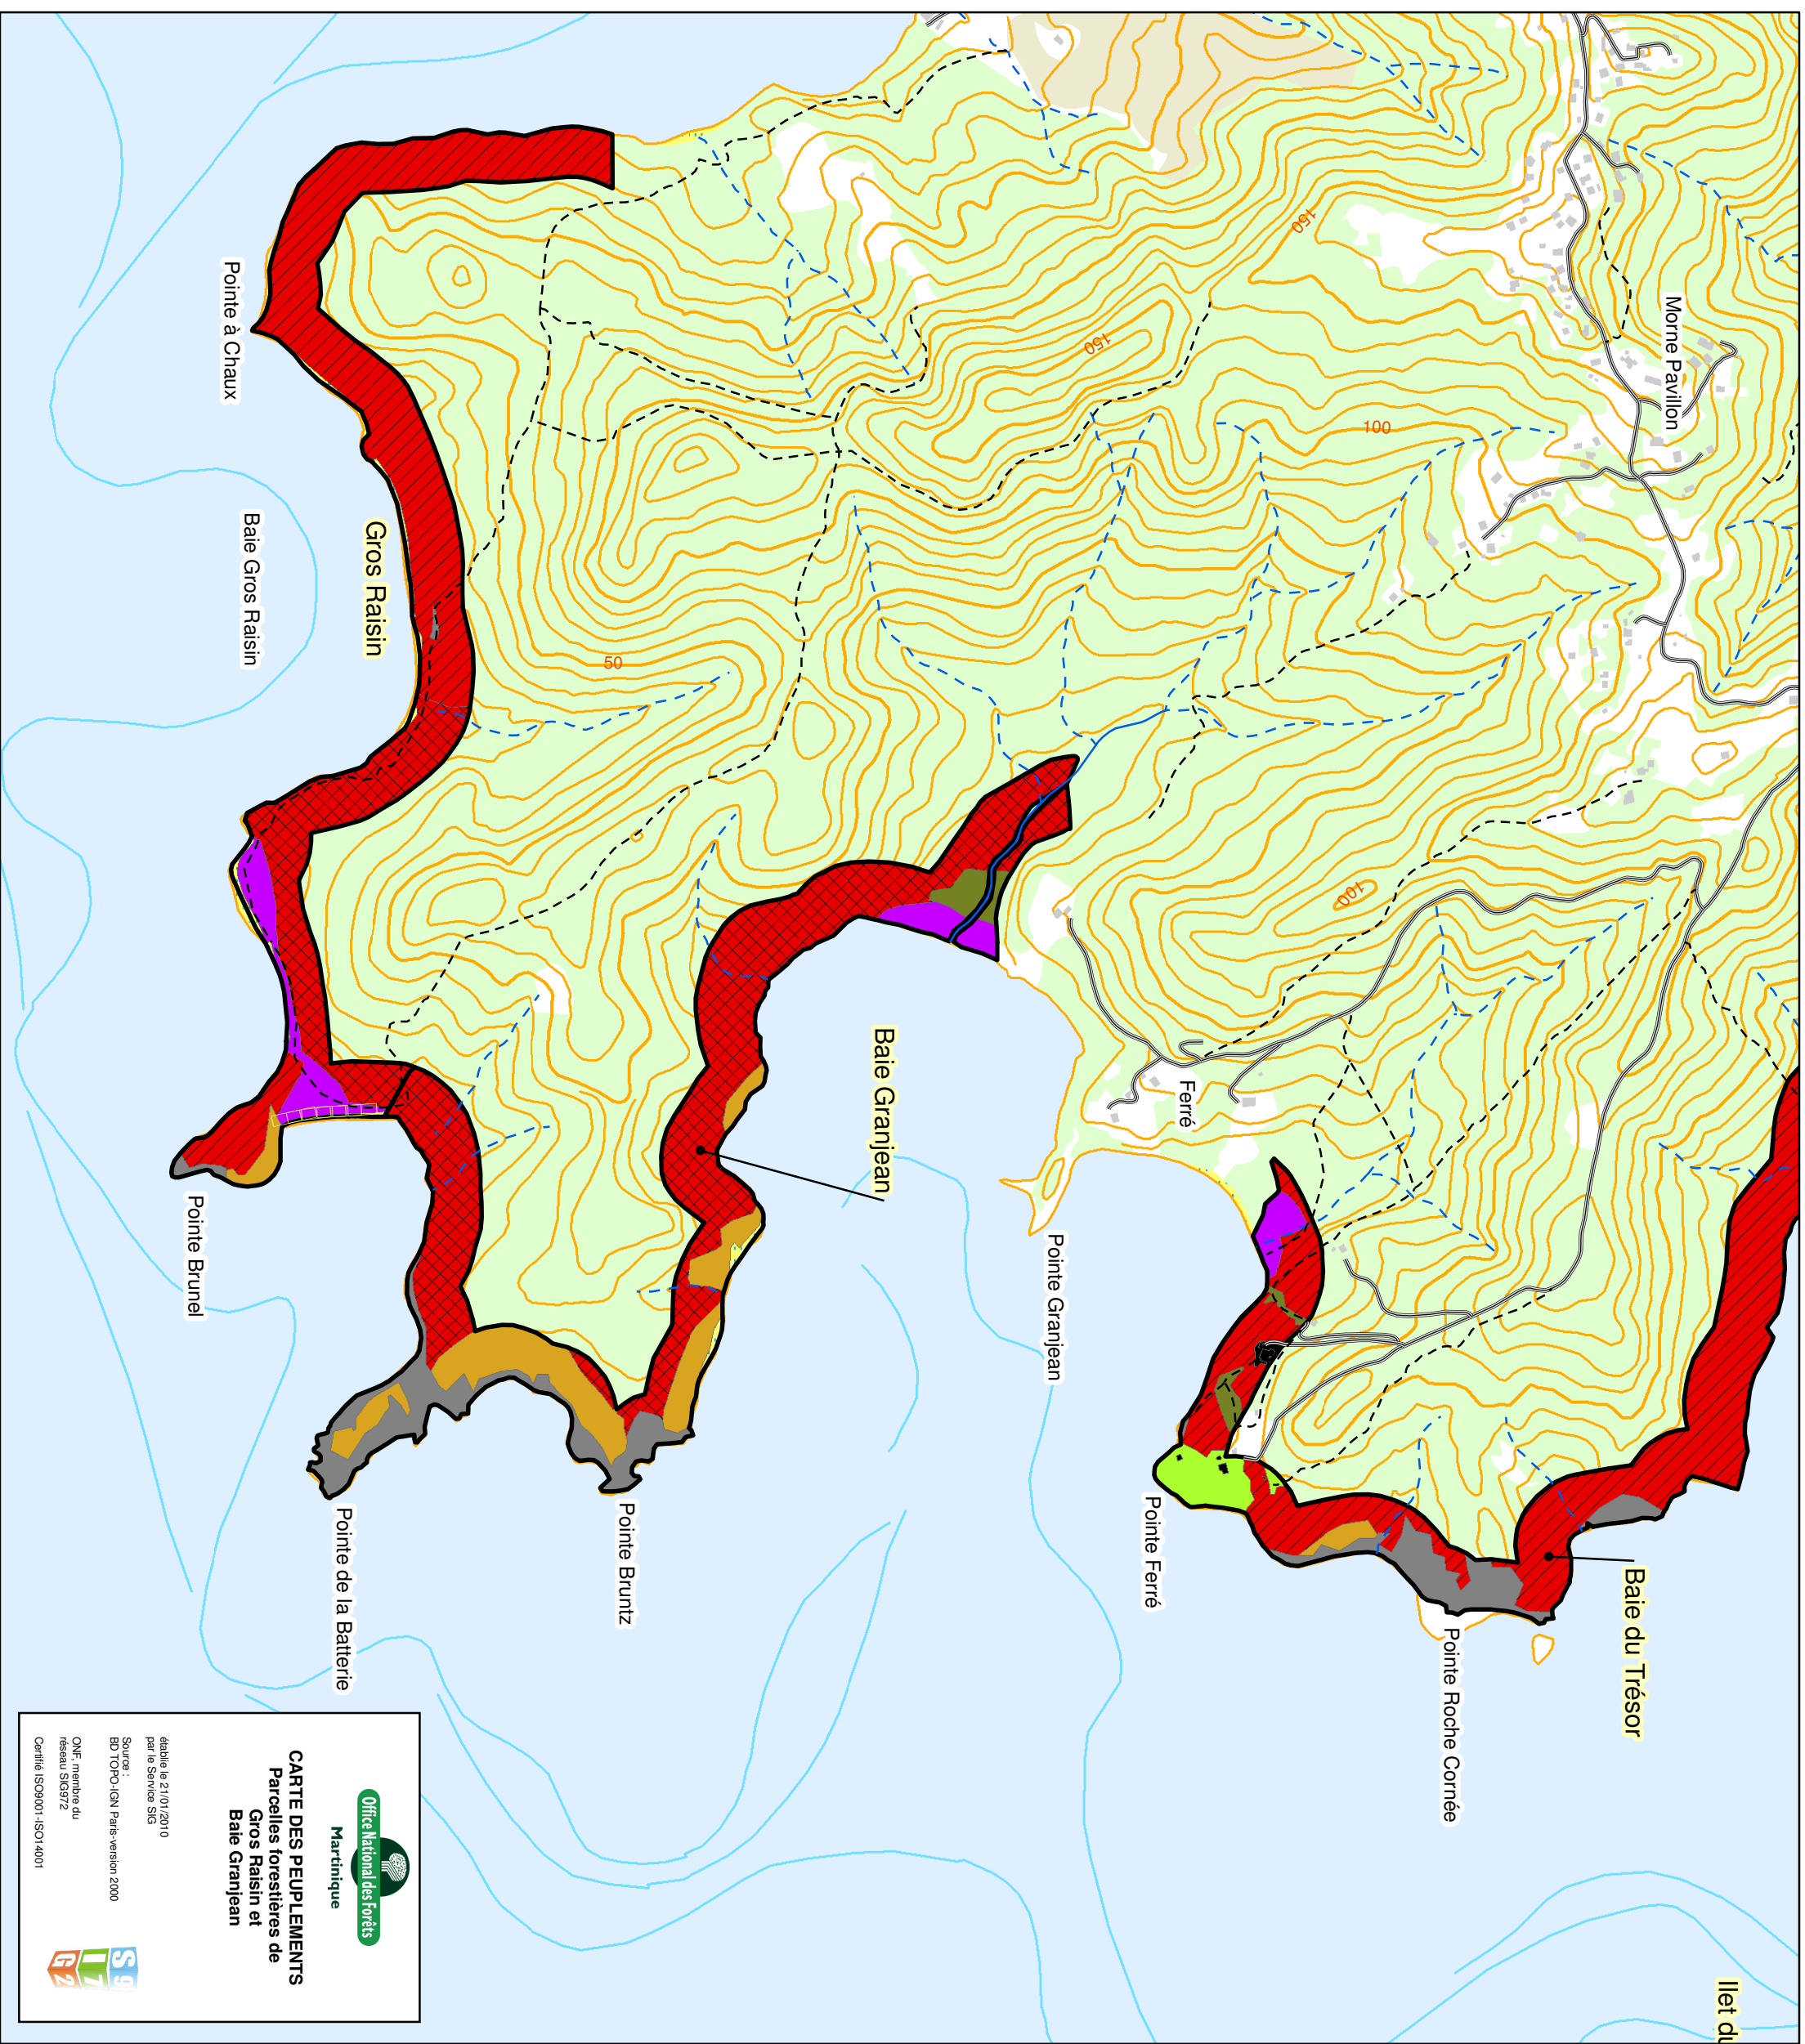 Ilet du
Morne Pavillon
Baie du Trésor
Pointe Roche Cornée
150
100
100
150
Ferré
Pointe Ferré
Pointe Granjean
Baie Granjean
50
Pointe Bruntz
Gros Raisin
Pointe de la Batterie
Baie Gros Raisin
Pointe à Chaux
Pointe Brunel
Office National des Forêts
Martinique
CARTE DES PEUPLEMENTS
Parcelles forestières de
Gros Raisin et
Baie Granjean
établie le 21/01/2010
par le Service SIG
Source :
BD TOPO-IGN Paris-version 2000
ONF, membre du
réseau SIG972
Certifié ISO9001-ISO14001
S 9
I 7
G 2